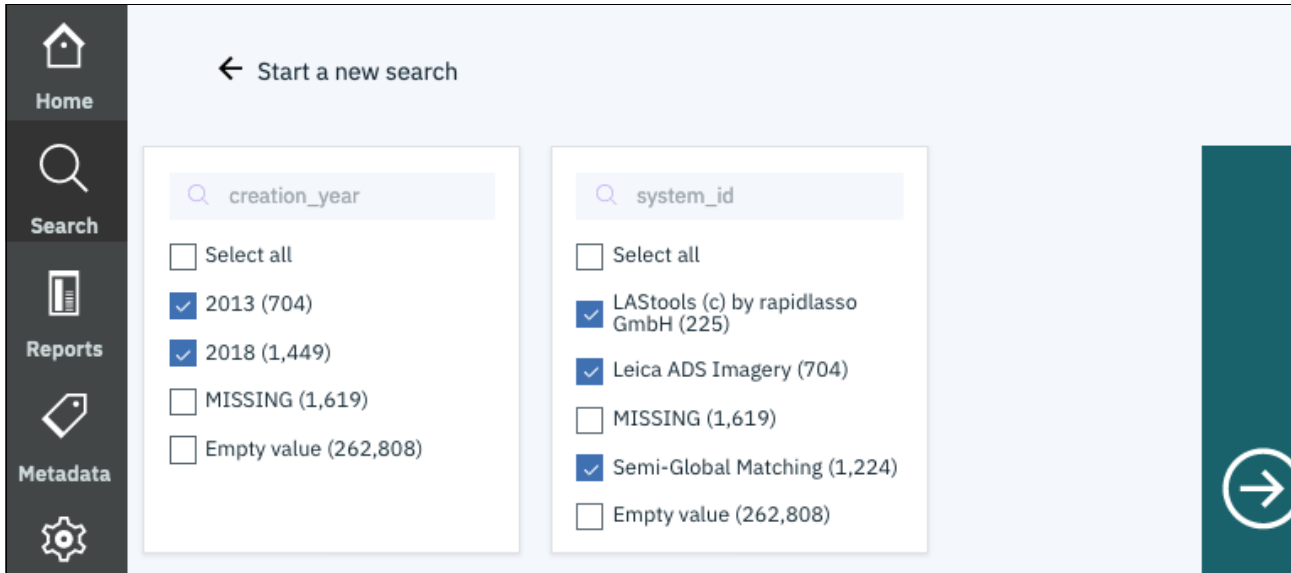 Home
Search
Reports
Metadata
Start a new search
creation_year
Select all
2013 (704)
2018 (1,449)
MISSING (1,619)
Empty value (262,808)
system_id
Select all
LAStools (c) by rapidlasso
GmbH (225)
Leica ADS Imagery (704)
MISSING (1,619)
Semi-Global Matching (1,224)
Empty value (262,808)